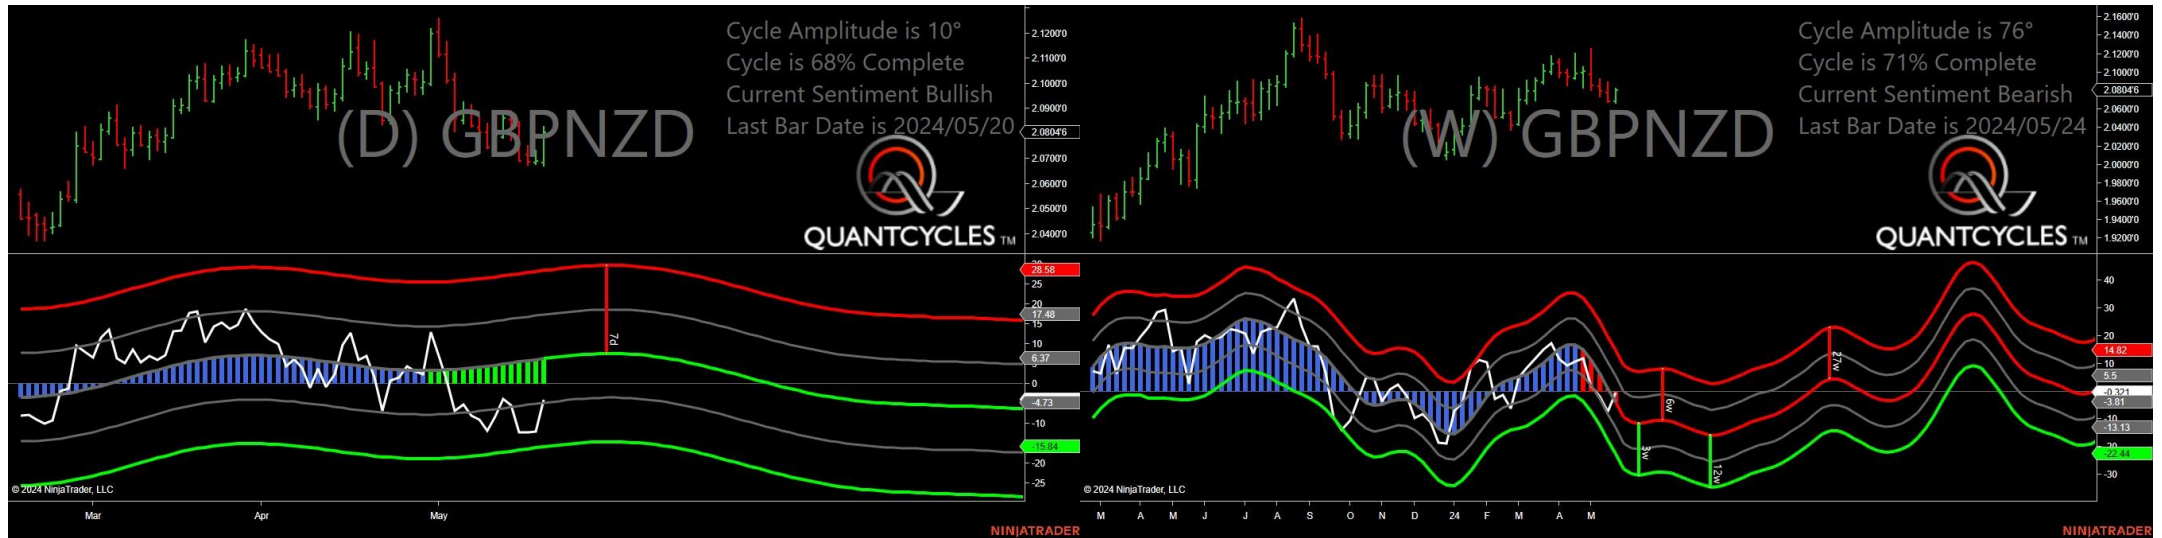 Cycle Amplitude is 10°
Cycle is 68% Complete
Current Sentiment Bullish
Last Bar Date is 2024/05/20
(D) GBPNZD
QUANTCYCLES TM
2.1200'0
2.1100'0
2.1000'0
2.0900'0
2.0804'6
2.0700'0
2.0600'0
2.0500'0
2.0400'0
28.58
25
20
17.48
15
10
6.37
0
-4.73
-10
-15.84
-20
-25
7d
© 2024 NinjaTrader, LLC
Mar
Apr
May
NINJATRADER
Cycle Amplitude is 76°
Cycle is 71% Complete
Current Sentiment Bearish
Last Bar Date is 2024/05/24
(W) GBPNZD
QUANTCYCLES TM
2.1600'0
2.1400'0
2.1200'0
2.1000'0
2.0804'6
2.0600'0
2.0400'0
2.0200'0
2.0000'0
1.9800'0
1.9600'0
1.9400'0
1.9200'0
40
30
20
14.82
10
5.5
-0.321
-3.81
-10
-13.13
-20
-22.44
-30
3w
6w
12w
27w
© 2024 NinjaTrader, LLC
M A M J J A S O N D 24 F M A M
NINJATRADER